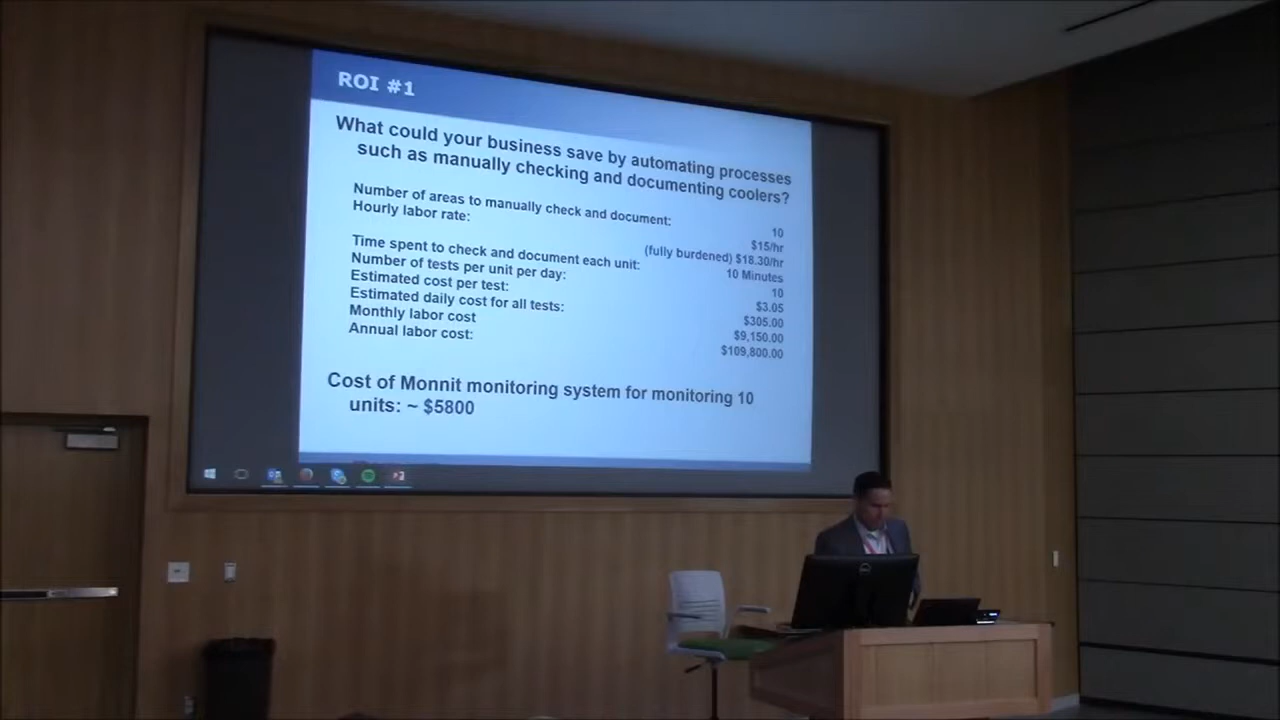 ROI #1
What could your business save by automating processes
such as manually checking and documenting coolers?
Number of areas to manually check and document: 10
Hourly labor rate: $15/hr
(fully burdened) $18.30/hr
Time spent to check and document each unit: 10 Minutes
Number of tests per unit per day: 10
Estimated cost per test: $3.05
Estimated daily cost for all tests: $305.00
Monthly labor cost $9,150.00
Annual labor cost: $109,800.00
Cost of Monnit monitoring system for monitoring 10
units: ~ $5800